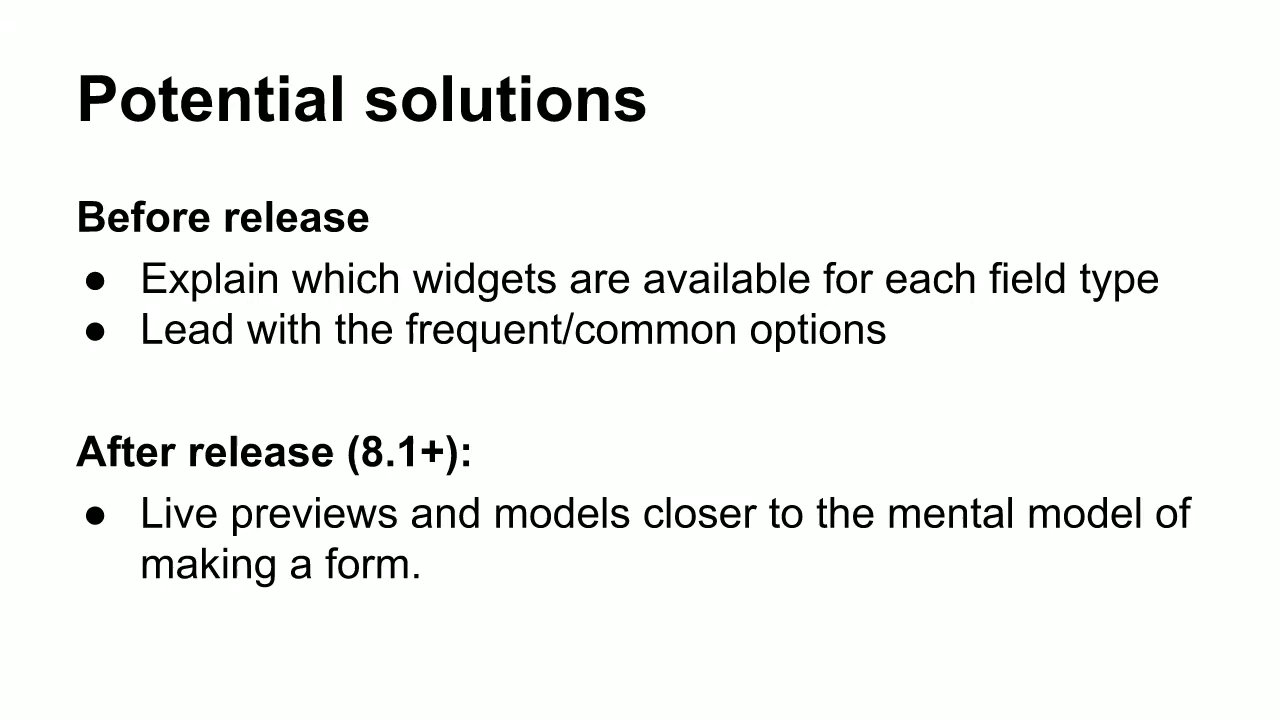 Potential solutions
Before release
● Explain which widgets are available for each field type
● Lead with the frequent/common options
After release (8.1+):
● Live previews and models closer to the mental model of
making a form.